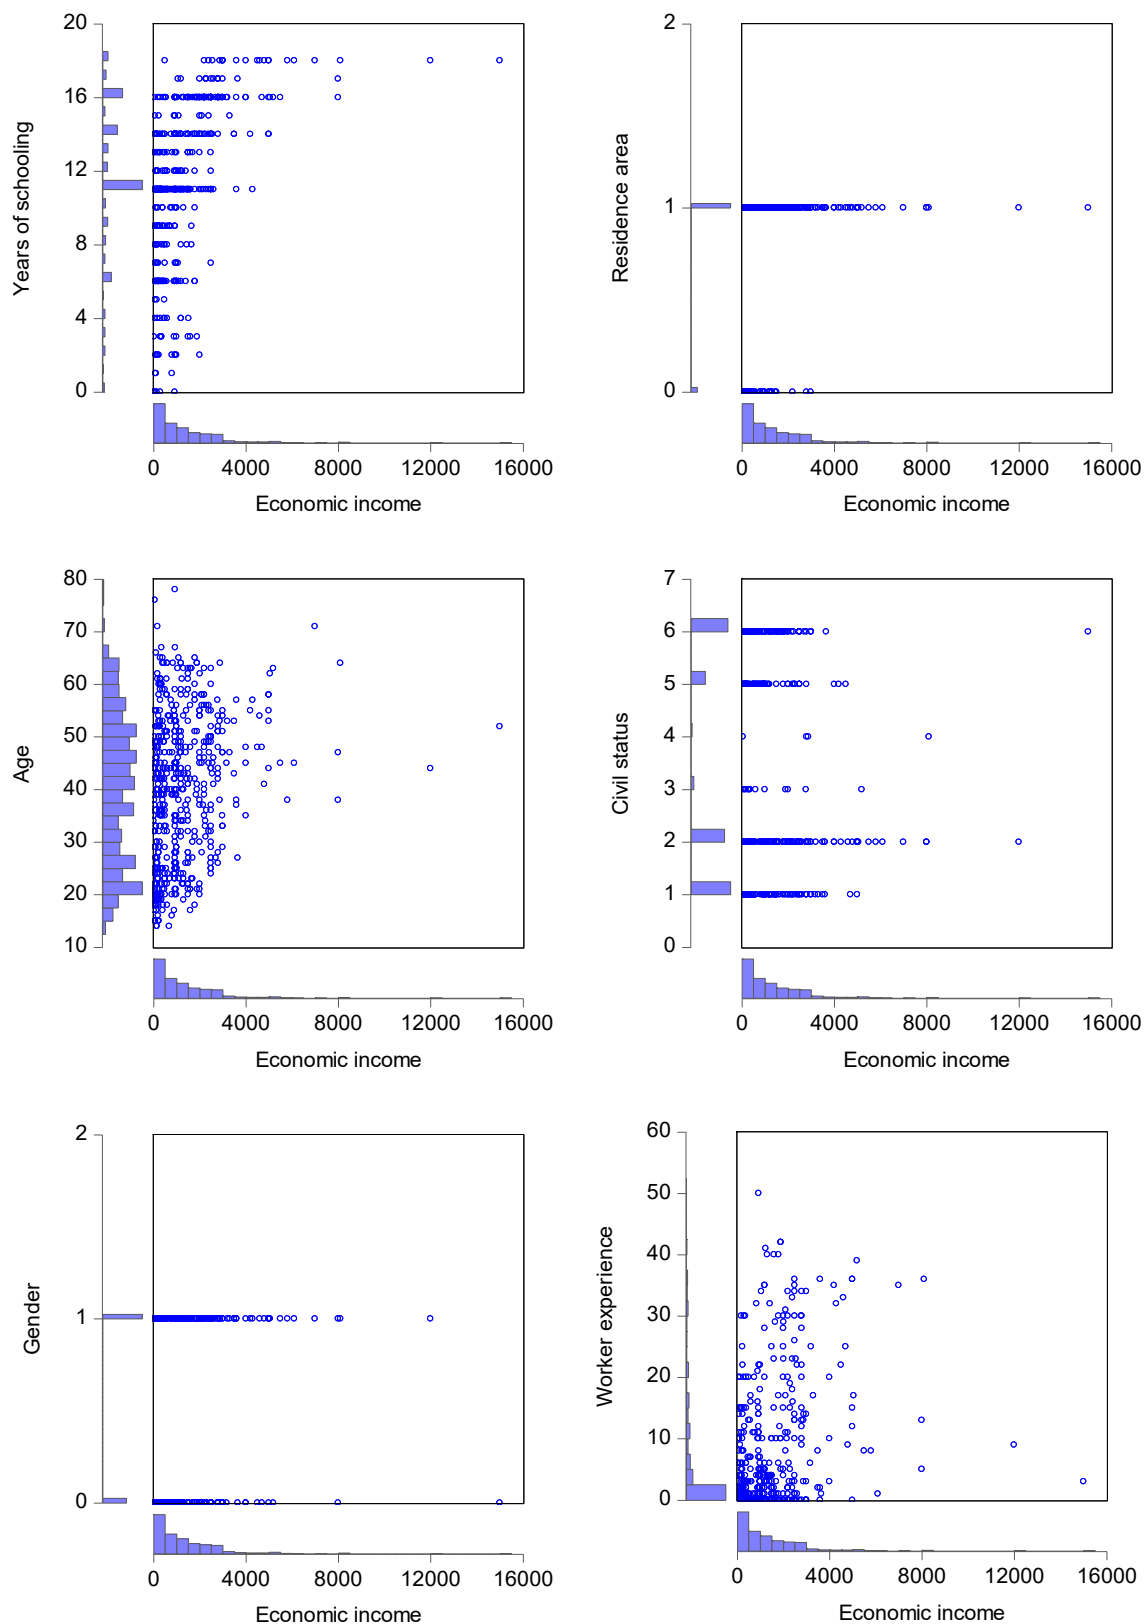 20
16
12
8
4
0
Years of schooling
0 4000 8000 12000 16000
Economic income
2
1
0
Residence area
0 4000 8000 12000 16000
Economic income
80
70
60
50
40
30
20
10
Age
0 4000 8000 12000 16000
Economic income
7
6
5
4
3
2
1
0
Civil status
0 4000 8000 12000 16000
Economic income
2
1
0
Gender
0 4000 8000 12000 16000
Economic income
60
50
40
30
20
10
0
Worker experience
0 4000 8000 12000 16000
Economic income